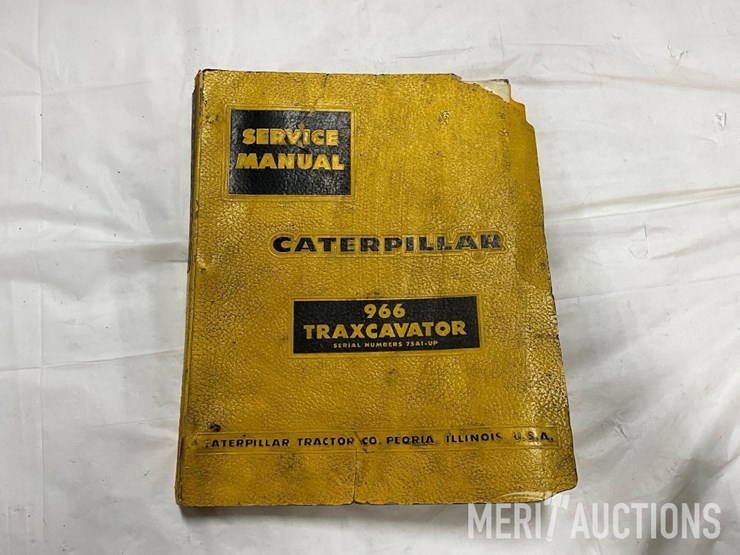 SERVICE
MANUAL
CATERPILLAR
966
TRAXCAVATOR
SERIAL NUMBERS 75A1-UP
CATERPILLAR TRACTOR CO. PEORIA, ILLINOIS, U.S.A.
MERIT AUCTIONS